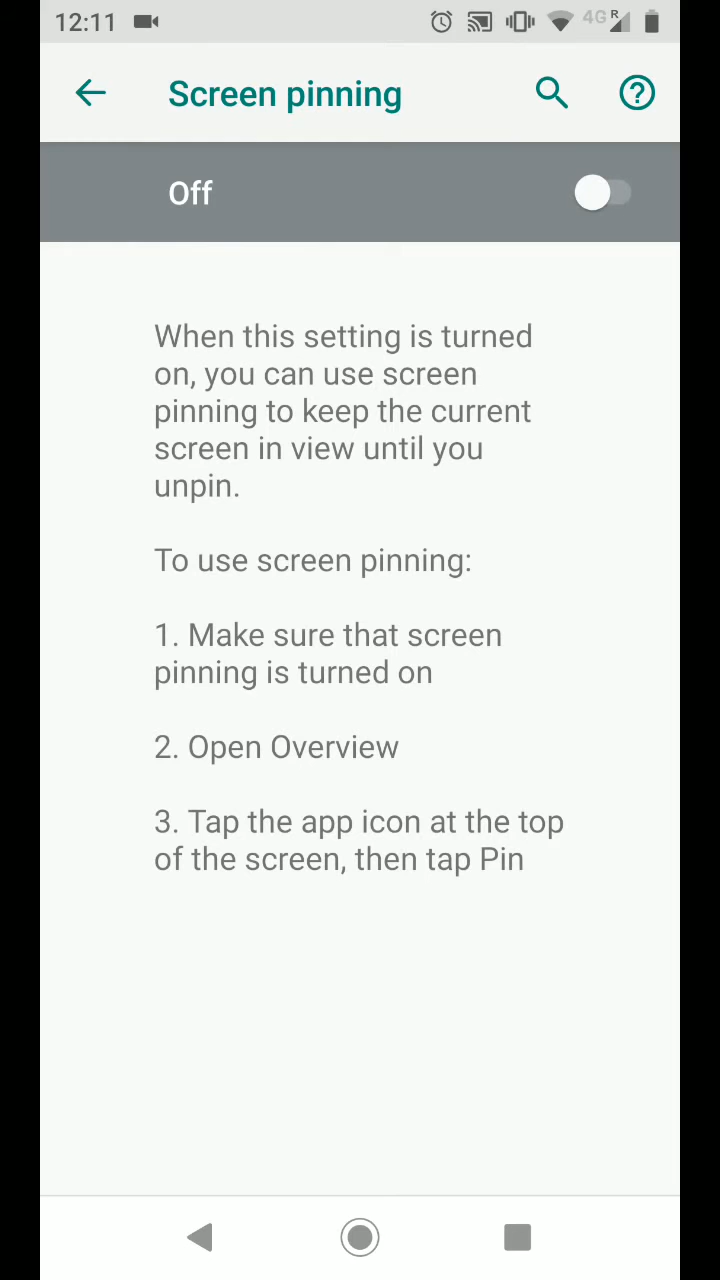 12:11 4G R
Screen pinning
Off
When this setting is turned
on, you can use screen
pinning to keep the current
screen in view until you
unpin.
To use screen pinning:
1. Make sure that screen
pinning is turned on
2. Open Overview
3. Tap the app icon at the top
of the screen, then tap Pin